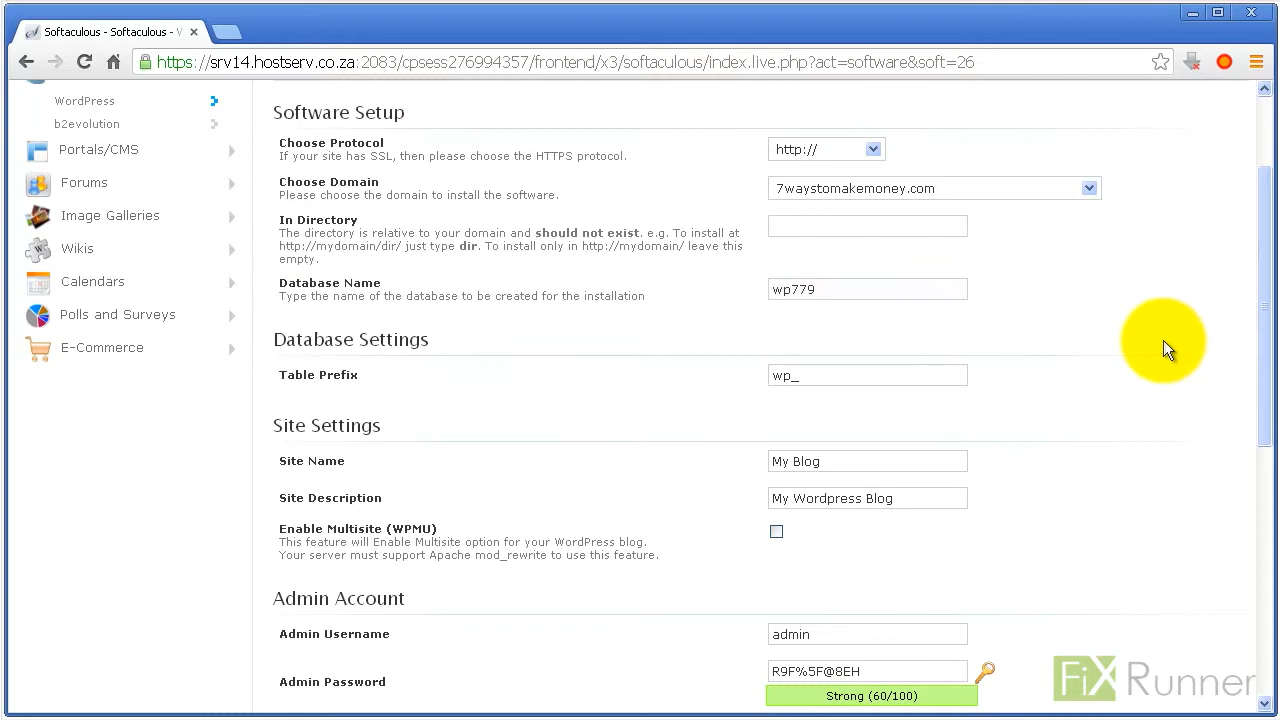 Softaculous - Softaculous - V
https://srv14.hostserv.co.za:2083/cpsess276994357/frontend/x3/softaculous/index.live.php?act=software&soft=26
WordPress
b2evolution
Portals/CMS
Forums
Image Galleries
Wikis
Calendars
Polls and Surveys
E-Commerce
Software Setup
Choose Protocol
If your site has SSL, then please choose the HTTPS protocol.
http://
Choose Domain
Please choose the domain to install the software.
7waystomakemoney.com
In Directory
The directory is relative to your domain and should not exist. e.g. To install at
http://mydomain/dir/ just type dir. To install only in http://mydomain/ leave this
empty.
Database Name
Type the name of the database to be created for the installation
wp779
Database Settings
Table Prefix
wp_
Site Settings
Site Name
My Blog
Site Description
My Wordpress Blog
Enable Multisite (WPMU)
This feature will Enable Multisite option for your WordPress blog.
Your server must support Apache mod_rewrite to use this feature.
Admin Account
Admin Username
admin
Admin Password
R9F%5F@8EH
Strong (60/100)
FiX Runner